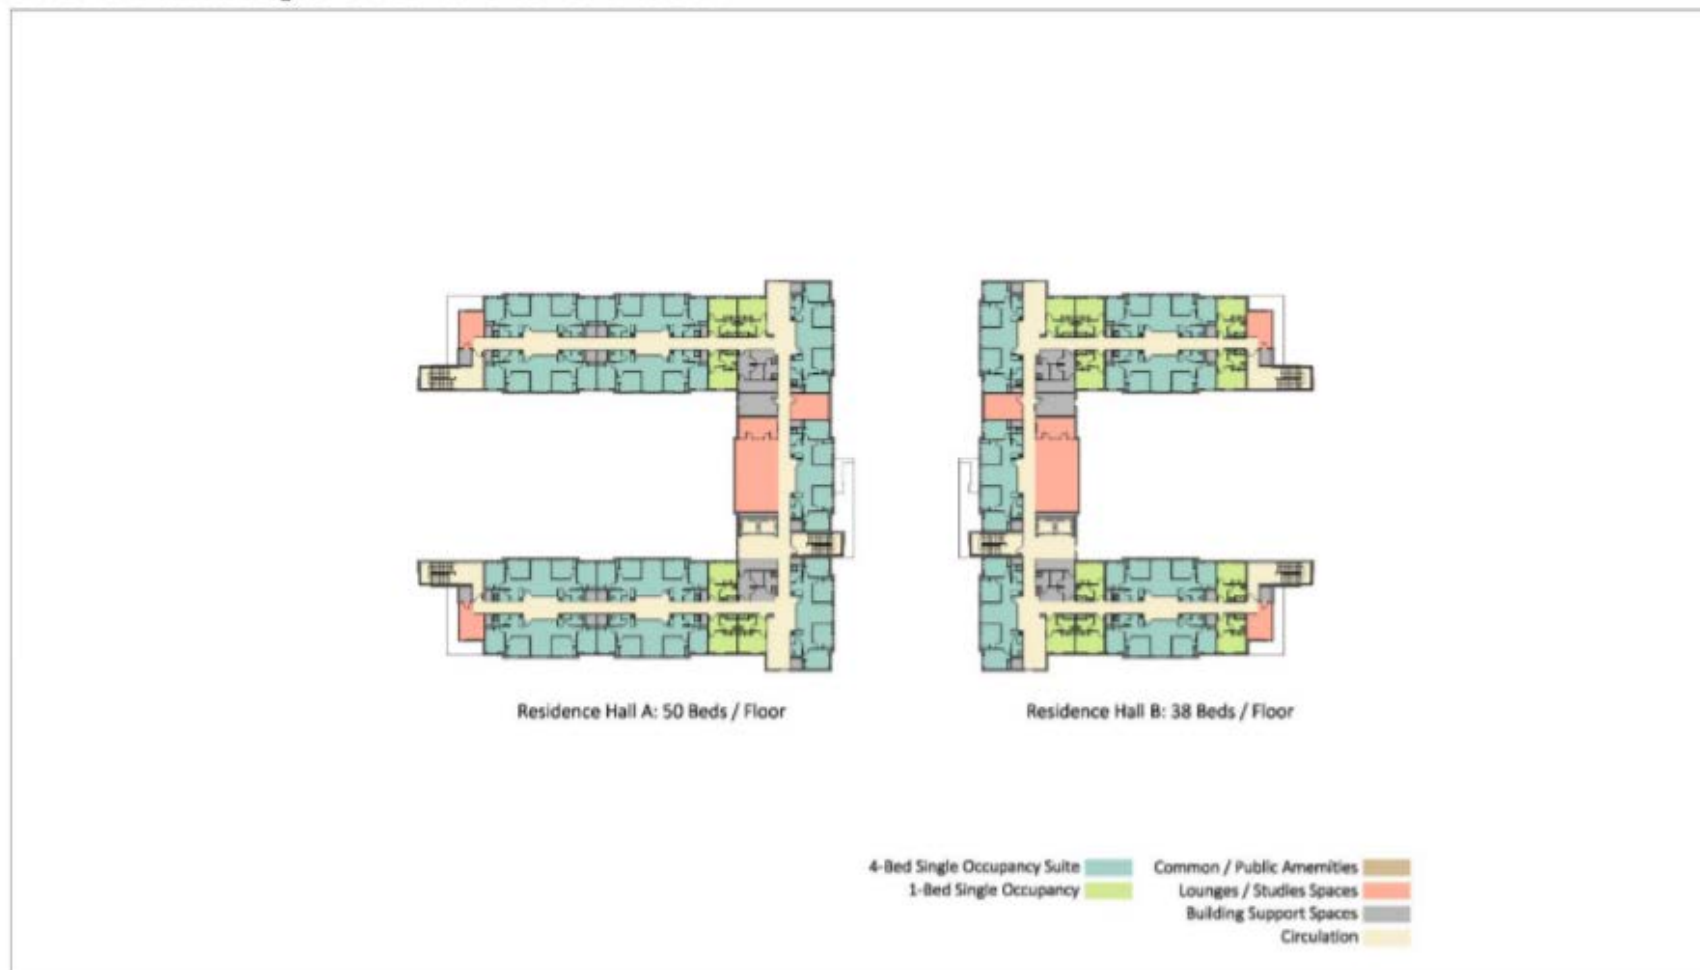 Residence Hall A: 50 Beds / Floor
Residence Hall B: 38 Beds / Floor
4-Bed Single Occupancy Suite
1-Bed Single Occupancy
Common / Public Amemities
Lounges / Studies Spaces
Building Support Spaces
Circulation